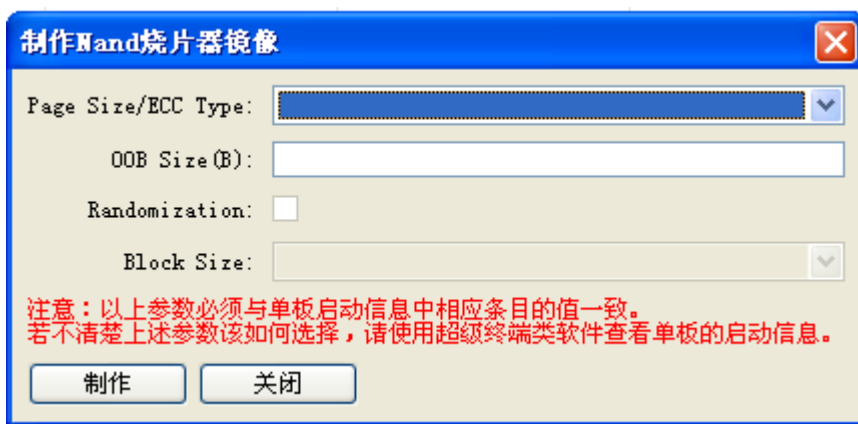 制作Nand烧片器镜像
Page Size/ECC Type:
OOB Size(B):
Randomization:
Block Size:
注意：以上参数必须与单板启动信息中相应条目的值一致。
若不清楚上述参数该如何选择，请使用超级终端类软件查看单板的启动信息。
制作 关闭